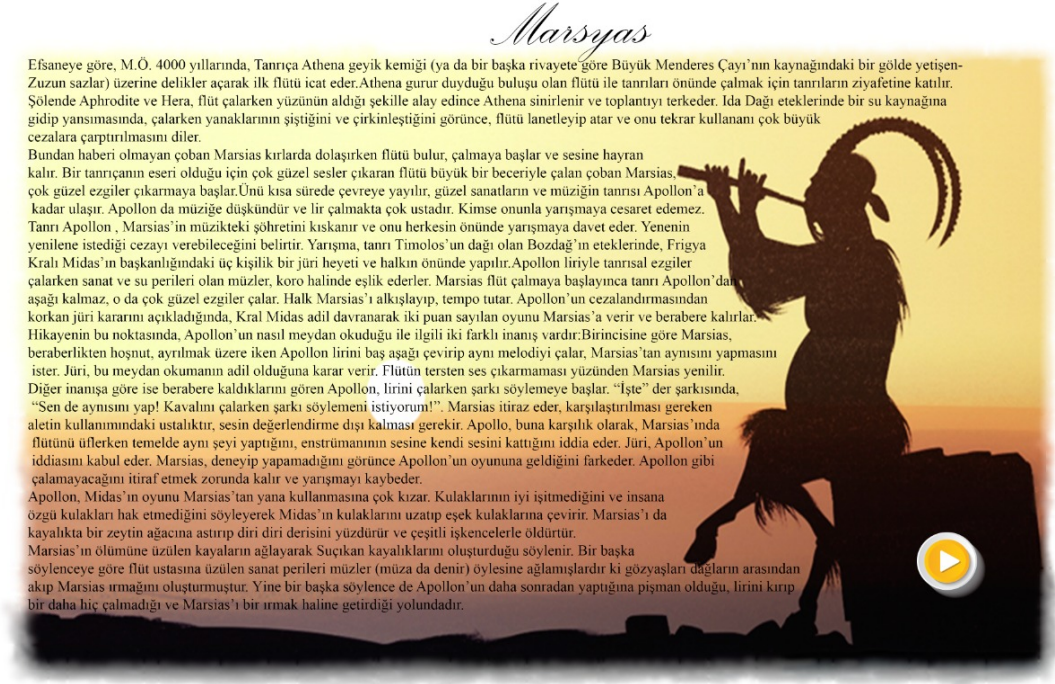 Marsyas
Efsaneye göre, M.Ö. 4000 yıllarında, Tanrıça Athena geyik kemiği (ya da bir başka rivayete göre Büyük Menderes Çayı'nın kaynağındaki bir gölde yetişen-
Zuzun sazlar) üzerine delikler açarak ilk flütü icat eder.Athena gurur duyduğu buluşu olan flütü ile tanrıları önünde çalmak için tanrıların ziyafetine katılır.
Şölende Aphrodite ve Hera, flüt çalarken yüzünün aldığı şekille alay edince Athena sinirlenir ve toplantıyı terkeder. Ida Dağı eteklerinde bir su kaynağına
gidip yansımasında, çalarken yanaklarının şiştiğini ve çirkinleştiğini görünce, flütü lanetleyip atar ve onu tekrar kullananı çok büyük
cezalara çarptırılmasını diler.
Bundan haberi olmayan çoban Marsias kırlarda dolaşırken flütü bulur, çalmaya başlar ve sesine hayran
kalır. Bir tanrıçanın eseri olduğu için çok güzel sesler çıkaran flütü büyük bir beceriyle çalan çoban Marsias,
çok güzel ezgiler çıkarmaya başlar.Ünü kısa sürede çevreye yayılır, güzel sanatların ve müziğin tanrısı Apollon'a
kadar ulaşır. Apollon da müziğe düşkündür ve lir çalmakta çok ustadır. Kimse onunla yarışmaya cesaret edemez.
Tanrı Apollon , Marsias'in müzikteki şöhretini kıskanır ve onu herkesin önünde yarışmaya davet eder. Yenenin
yenilene istediği cezayı verebileceğini belirtir. Yarışma, tanrı Timolos'un dağı olan Bozdağ'ın eteklerinde, Frigya
Kralı Midas'ın başkanlığındaki üç kişilik bir jüri heyeti ve halkın önünde yapılır.Apollon liriyle tanrısal ezgiler
çalarken sanat ve su perileri olan müzler, koro halinde eşlik ederler. Marsias flüt çalmaya başlayınca tanrı Apollon'dan
aşağı kalmaz, o da çok güzel ezgiler çalar. Halk Marsias'ı alkışlayıp, tempo tutar. Apollon'un cezalandırmasından
korkan jüri kararını açıkladığında, Kral Midas adil davranarak iki puan sayılan oyunu Marsias'a verir ve berabere kalırlar.
Hikayenin bu noktasında, Apollon'un nasıl meydan okuduğu ile ilgili iki farklı inanış vardır:Birincisine göre Marsias,
beraberlikten hoşnut, ayrılmak üzere iken Apollon lirini baş aşağı çevirip aynı melodiyi çalar, Marsias'tan aynısını yapmasını
ister. Jüri, bu meydan okumanın adil olduğuna karar verir. Flütün tersten ses çıkarmaması yüzünden Marsias yenilir.
Diğer inanışa göre ise berabere kaldıklarını gören Apollon, lirini çalarken şarkı söylemeye başlar. “İşte” der şarkısında,
“Sen de aynısını yap! Kavalını çalarken şarkı söylemeni istiyorum!”. Marsias itiraz eder, karşılaştırılması gereken
aletin kullanımındaki ustalıktır, sesin değerlendirme dışı kalması gerekir. Apollo, buna karşılık olarak, Marsias'ında
flütünü üflerken temelde aynı şeyi yaptığını, enstrümanının sesine kendi sesini kattığını iddia eder. Jüri, Apollon'un
iddiasını kabul eder. Marsias, deneyip yapamadığını görünce Apollon'un oyununa geldiğini farkeder. Apollon gibi
çalamayacağını itiraf etmek zorunda kalır ve yarışmayı kaybeder.
Apollon, Midas'ın oyunu Marsias'tan yana kullanmasına çok kızar. Kulaklarının iyi işitmediğini ve insana
özgü kulakları hak etmediğini söyleyerek Midas'ın kulaklarını uzatıp eşek kulaklarına çevirir. Marsias'ı da
kayalıkta bir zeytin ağacına astırıp diri diri derisini yüzdürür ve çeşitli işkencelerle öldürtür.
Marsias'ın ölümüne üzülen kayaların ağlayarak Suçıkan kayalıklarını oluşturduğu söylenir. Bir başka
söylenceye göre flüt ustasına üzülen sanat perileri müzler (müza da denir) öylesine ağlamışlardır ki gözyaşları dağların arasından
akıp Marsias ırmağını oluşturmuştur. Yine bir başka söylence de Apollon'un daha sonradan yaptığına pişman olduğu, lirini kırıp
bir daha hiç çalmadığı ve Marsias'ı bir ırmak haline getirdiği yolundadır.